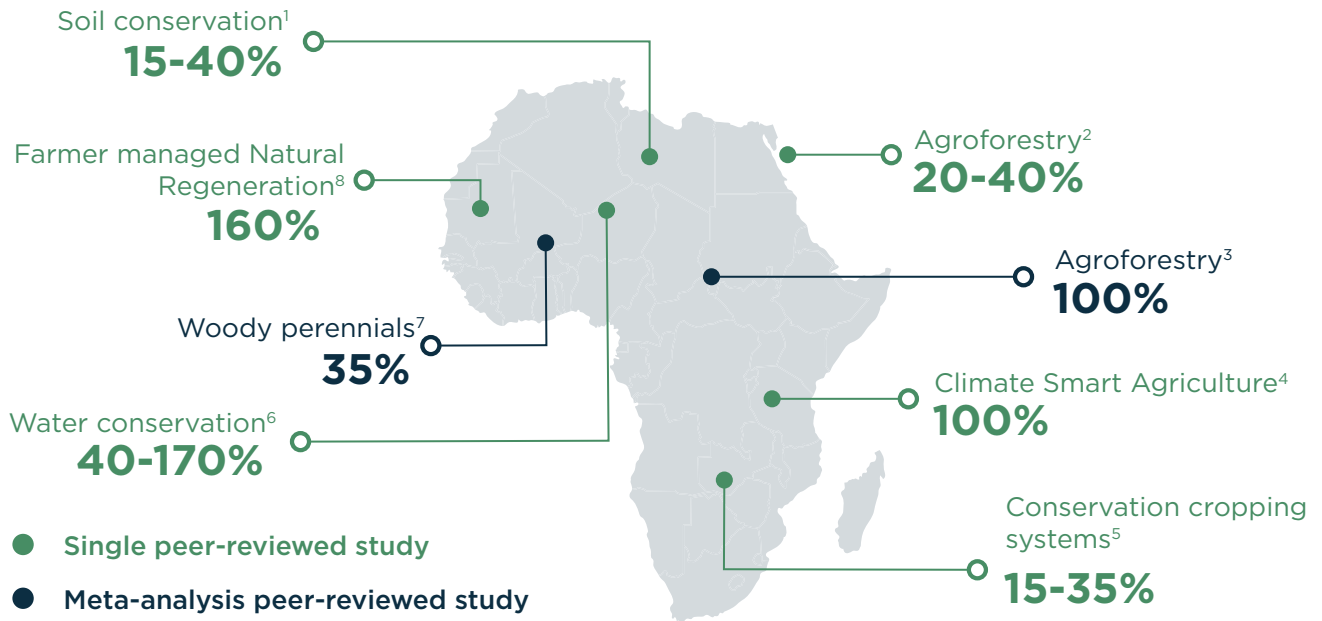 Soil conservation¹
15-40%
Farmer managed Natural
Regeneration⁸
160%
Woody perennials⁷
35%
Water conservation⁶
40-170%
Agroforestry²
20-40%
Agroforestry³
100%
Climate Smart Agriculture⁴
100%
Conservation cropping
systems⁵
15-35%
Single peer-reviewed study
Meta-analysis peer-reviewed study